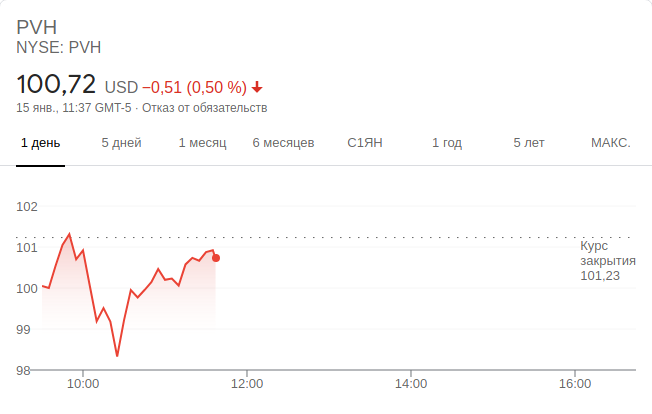 PVH
NYSE: PVH
100,72 USD −0,51 (0,50 %)
15 янв., 11:37 GMT-5 · Отказ от обязательств
1 день 5 дней 1 месяц 6 месяцев С1ЯН 1 год 5 лет МАКС.
102
101
100
99
98
Курс
закрытия
101,23
10:00 12:00 14:00 16:00